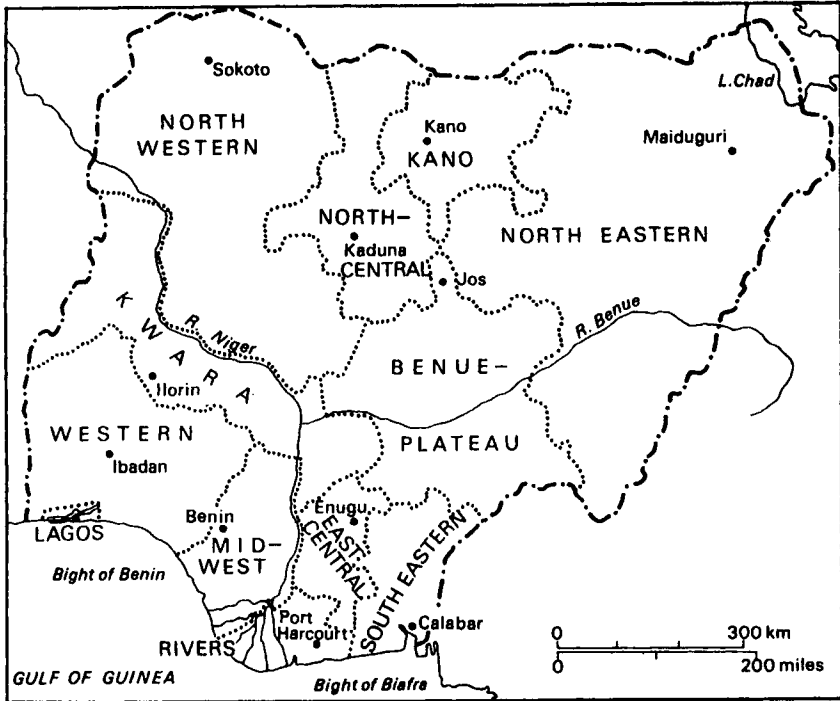 Sokoto
L. Chad
NORTH
WESTERN
Kano
KANO
Maiduguri
NORTH-
Kaduna
CENTRAL
NORTH EASTERN
Jos
KWARA
R. Niger
R. Benue
BENUE-
Ilorin
PLATEAU
WESTERN
Ibadan
Benin
MID-
WEST
Enugu
EAST-
CENTRAL
SOUTH EASTERN
LAGOS
Bight of Benin
Port
Harcourt
Calabar
RIVERS
0 300 km
0 200 miles
GULF OF GUINEA
Bight of Biafra